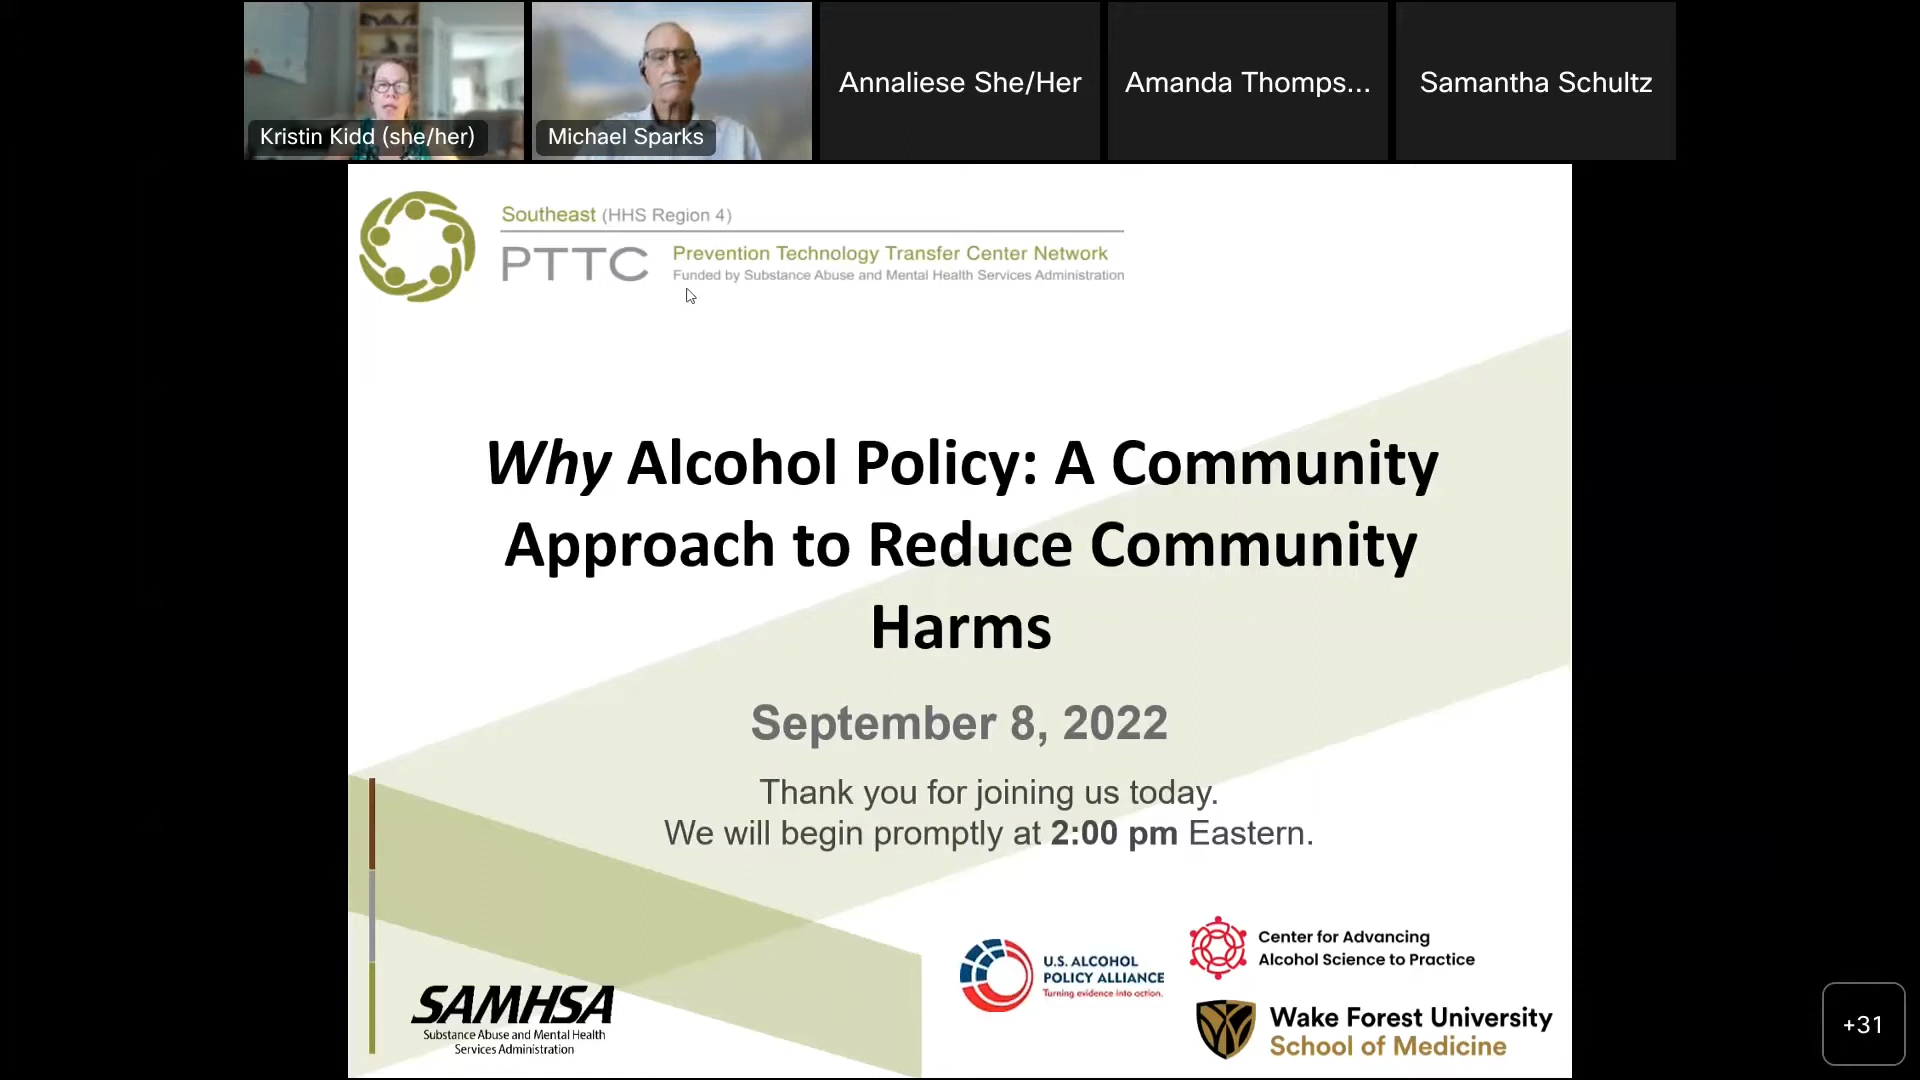 Kristin Kidd (she/her)
Michael Sparks
Annaliese She/Her
Amanda Thomps...
Samantha Schultz
Southeast (HHS Region 4)
PTTC
Prevention Technology Transfer Center Network
Funded by Substance Abuse and Mental Health Services Administration
Why Alcohol Policy: A Community
Approach to Reduce Community
Harms
September 8, 2022
Thank you for joining us today.
We will begin promptly at 2:00 pm Eastern.
SAMHSA
Substance Abuse and Mental Health
Services Administration
U.S. ALCOHOL
POLICY ALLIANCE
Turning evidence into action.
Center for Advancing
Alcohol Science to Practice
Wake Forest University
School of Medicine
+31